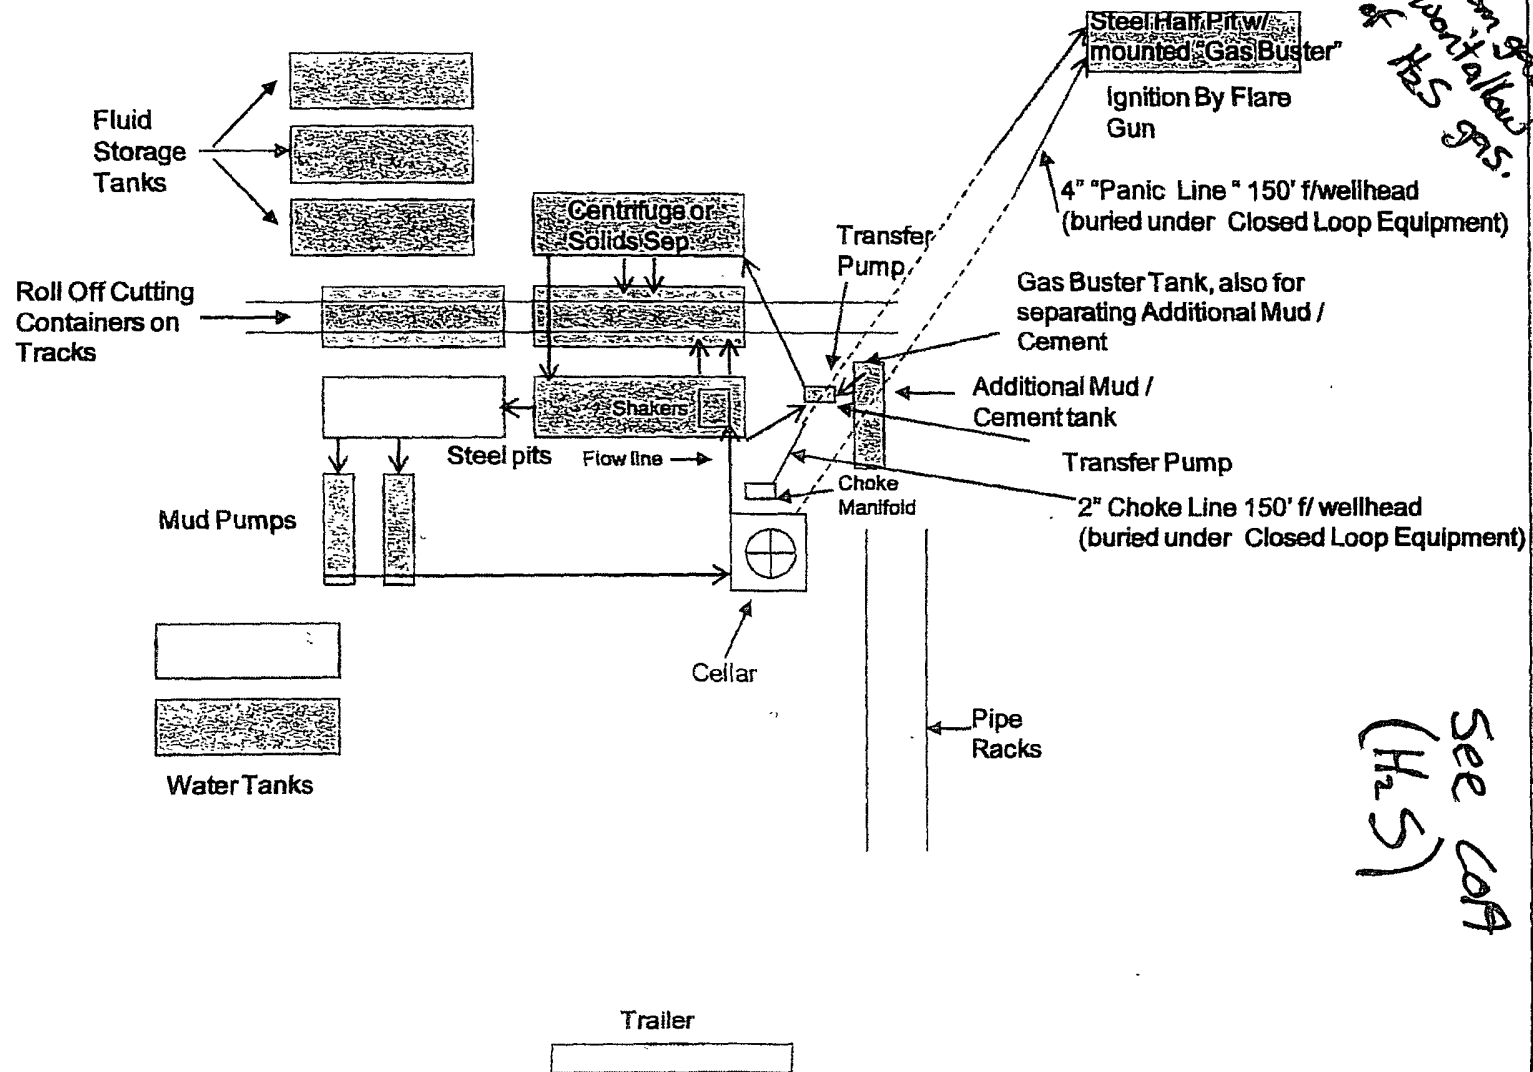 Steel Half Pit w/
mounted "Gas Buster"
Ignition By Flare
Gun
won't allow
of H₂S gas.
Fluid
Storage
Tanks
4" "Panic Line " 150' f/wellhead
(buried under Closed Loop Equipment)
Centrifuge or
Solids Sep
Transfer
Pump
Gas Buster Tank, also for
separating Additional Mud /
Cement
Roll Off Cutting
Containers on
Tracks
Additional Mud /
Cement tank
Shakers
Steel pits
Flow line
Transfer Pump
Choke
Manifold
2" Choke Line 150' f/ wellhead
(buried under Closed Loop Equipment)
Mud Pumps
Cellar
Pipe
Racks
Water Tanks
See COA
(H₂S)
Trailer